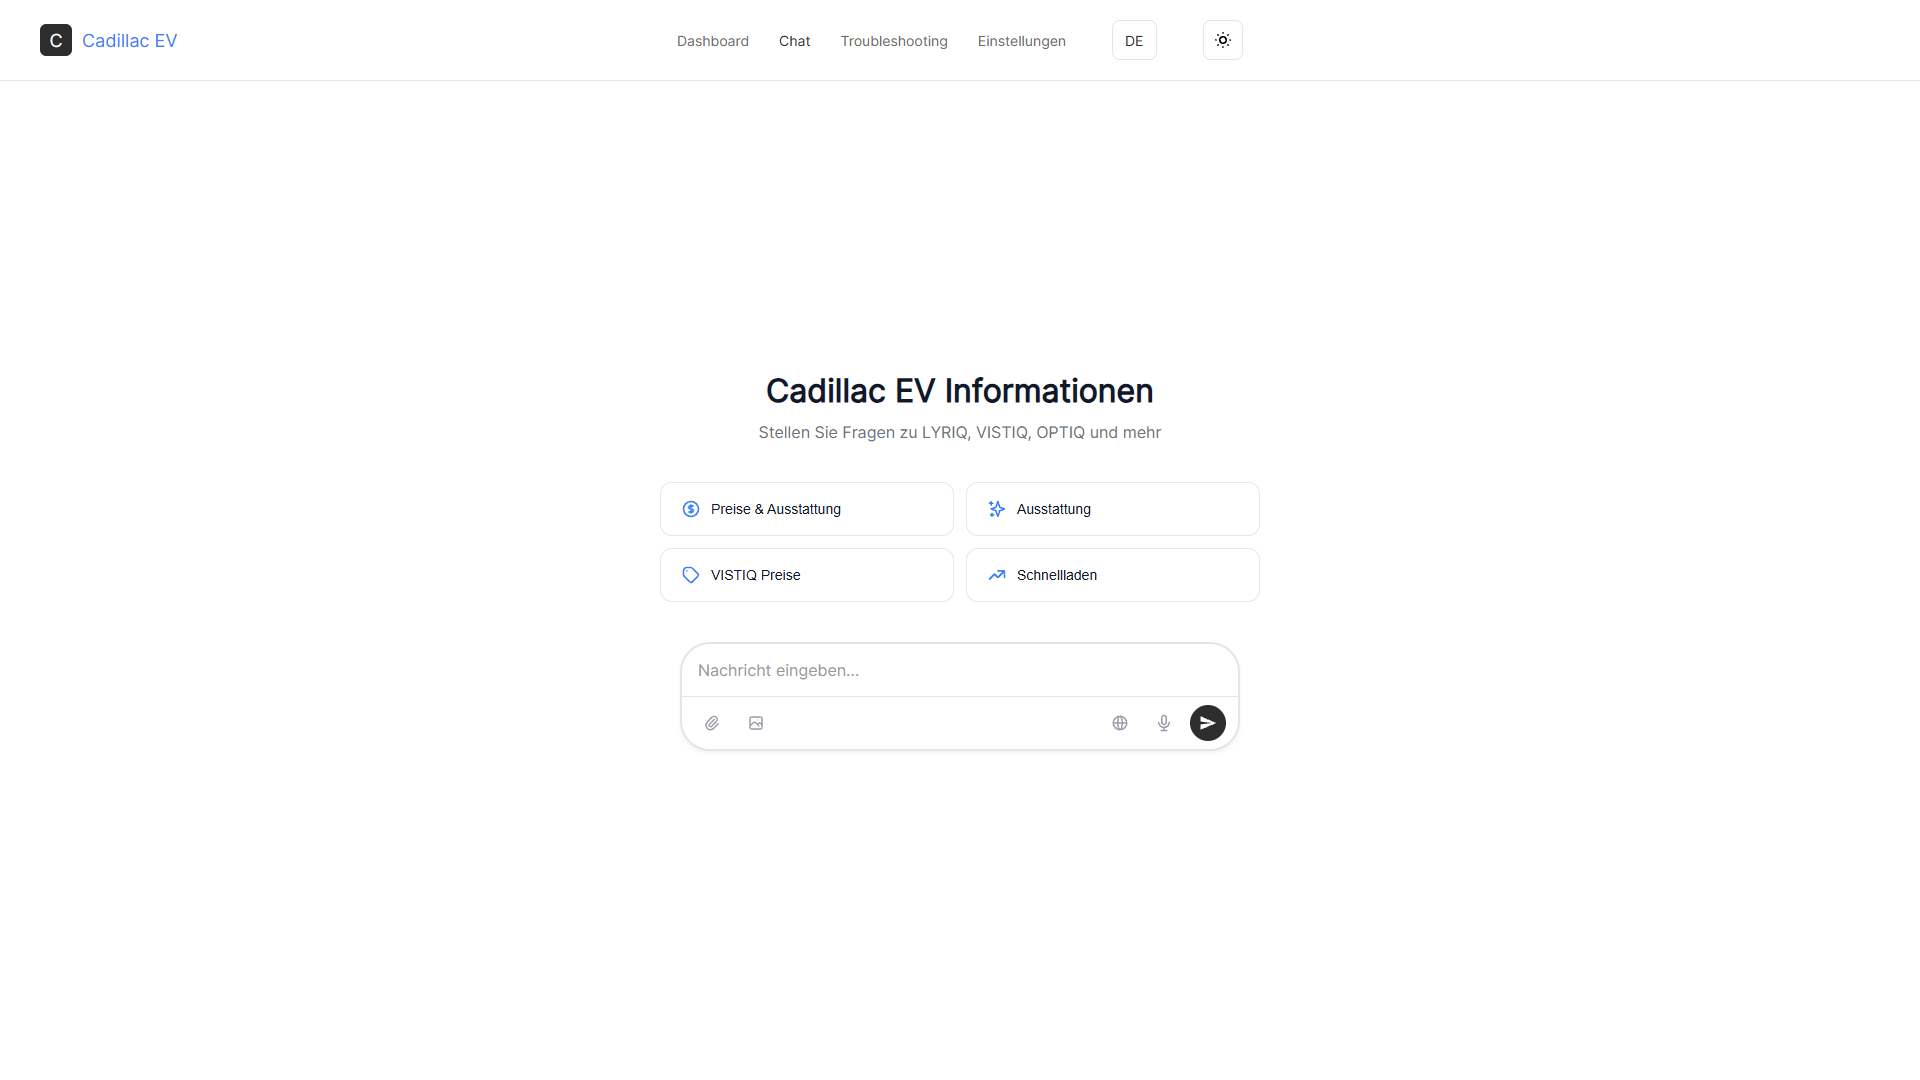 C Cadillac EV
Dashboard Chat Troubleshooting Einstellungen DE
Cadillac EV Informationen
Stellen Sie Fragen zu LYRIQ, VISTIQ, OPTIQ und mehr
Preise & Ausstattung
Ausstattung
VISTIQ Preise
Schnellladen
Nachricht eingeben...